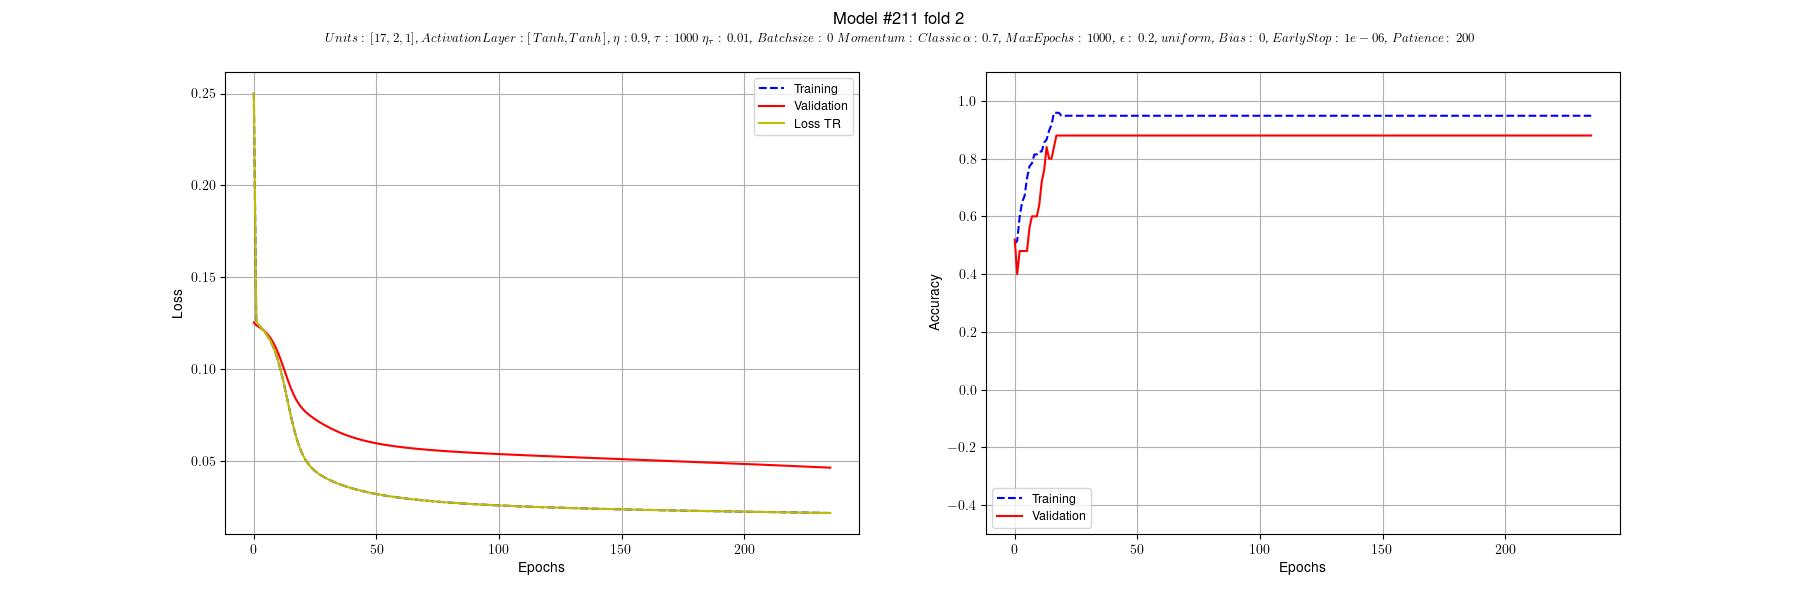 Model #211 fold 2
Units : [17, 2, 1], ActivationLayer : [Tanh, Tanh], η : 0.9, τ : 1000 ητ : 0.01, Batchsize : 0 Momentum : Classic α : 0.7, MaxEpochs : 1000, ϵ : 0.2, uniform, Bias : 0, EarlyStop : 1e − 06, Patience : 200
0.25
0.20
0.15
0.10
0.05
Loss
Training
Validation
Loss TR
0 50 100 150 200
Epochs
1.0
0.8
0.6
0.4
0.2
0.0
−0.2
−0.4
Accuracy
Training
Validation
0 50 100 150 200
Epochs